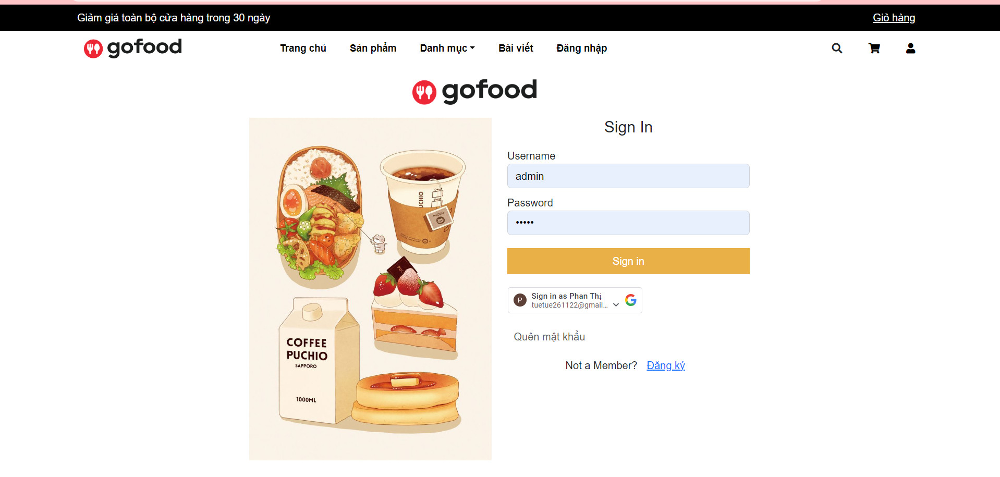 Giảm giá toàn bộ cửa hàng trong 30 ngày
Giỏ hàng
gofood
Trang chủ
Sản phẩm
Danh mục
Bài viết
Đăng nhập
gofood
Sign In
Username
admin
Password
•••••
Sign in
P
Sign in as Phan Thị
tuetue261122@gmail...
Quên mật khẩu
Not a Member? Đăng ký
PUCHIO
COFFEE
PUCHIO
SAPPORO
1000ML